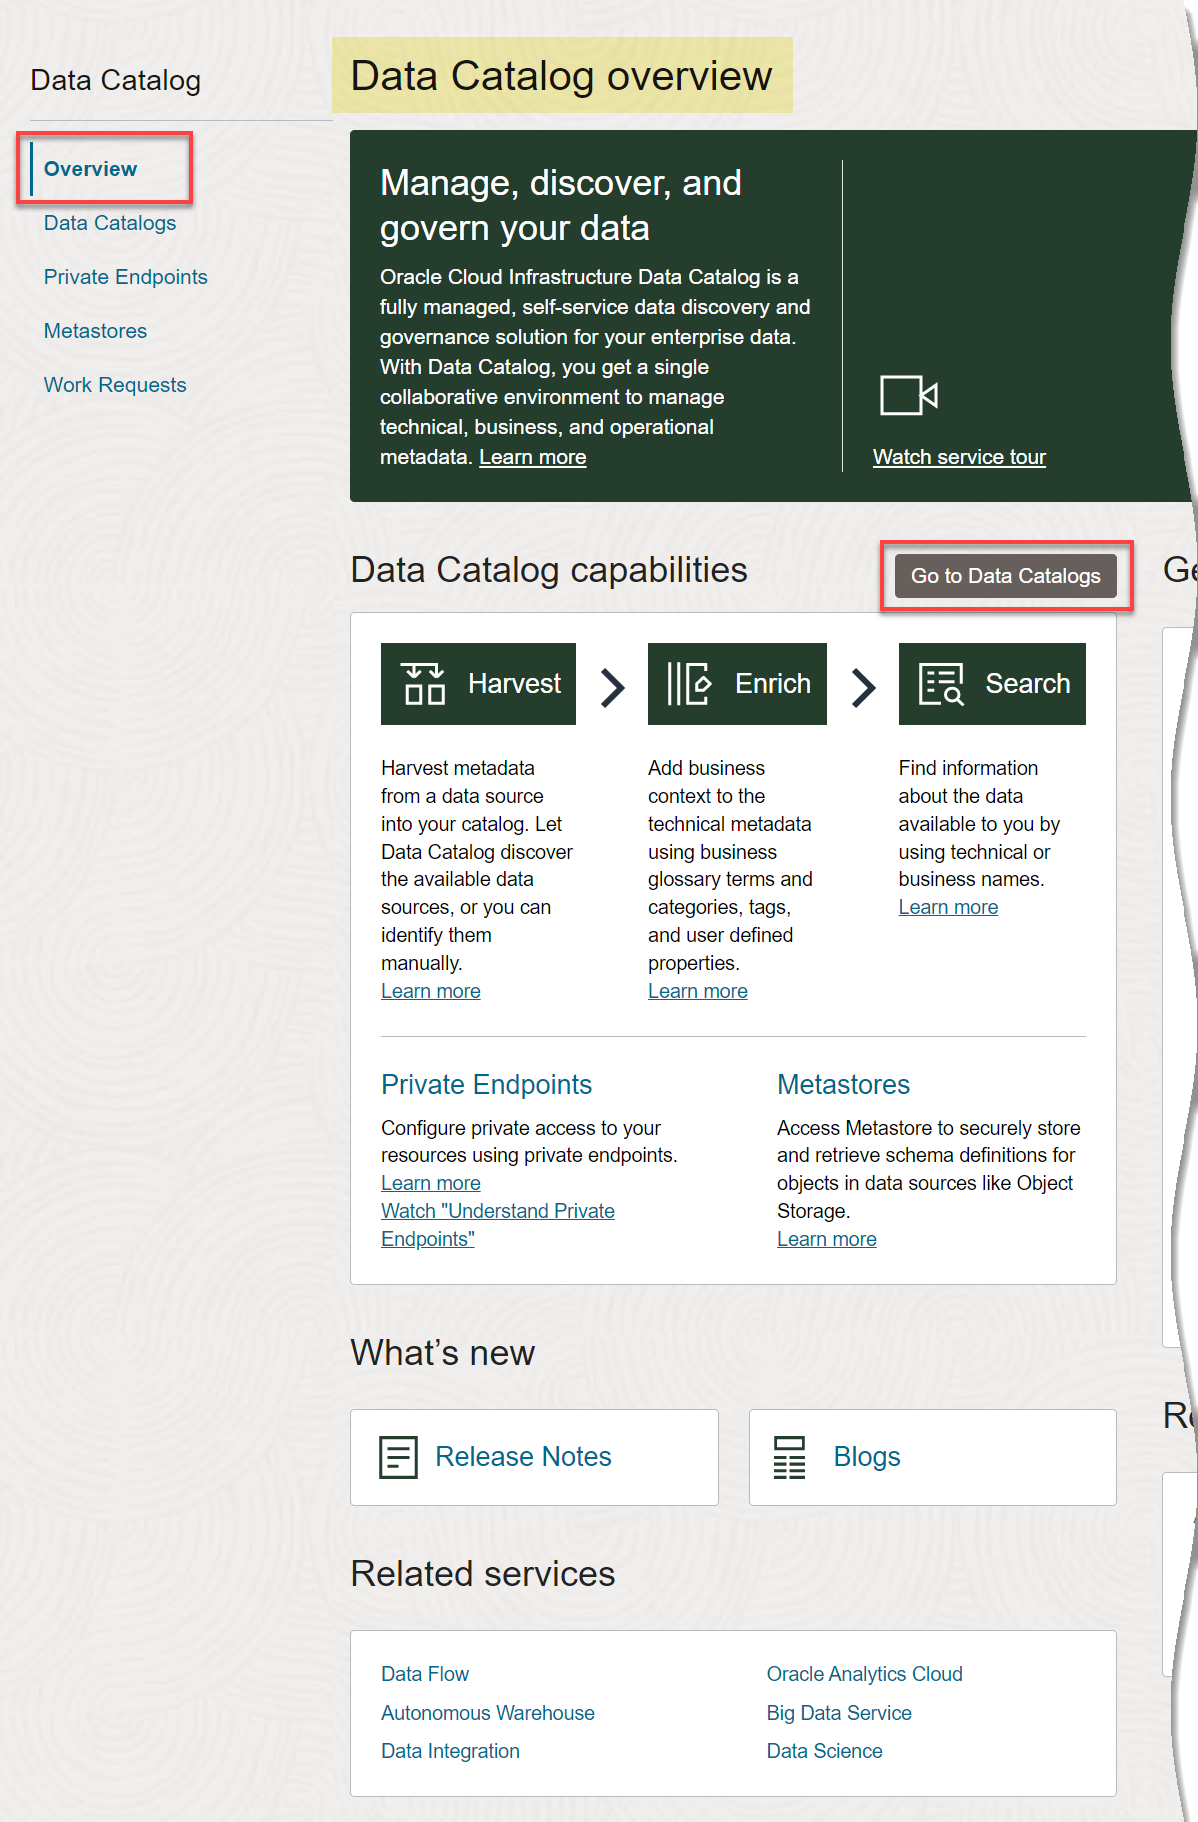 Data Catalog
Overview
Data Catalogs
Private Endpoints
Metastores
Work Requests
Data Catalog overview
Manage, discover, and
govern your data
Oracle Cloud Infrastructure Data Catalog is a
fully managed, self-service data discovery and
governance solution for your enterprise data.
With Data Catalog, you get a single
collaborative environment to manage
technical, business, and operational
metadata. Learn more
Watch service tour
Data Catalog capabilities
Go to Data Catalogs
Harvest
Harvest metadata
from a data source
into your catalog. Let
Data Catalog discover
the available data
sources, or you can
identify them
manually.
Learn more
Enrich
Add business
context to the
technical metadata
using business
glossary terms and
categories, tags,
and user defined
properties.
Learn more
Search
Find information
about the data
available to you by
using technical or
business names.
Learn more
Private Endpoints
Configure private access to your
resources using private endpoints.
Learn more
Watch "Understand Private
Endpoints"
Metastores
Access Metastore to securely store
and retrieve schema definitions for
objects in data sources like Object
Storage.
Learn more
What’s new
Release Notes
Blogs
Related services
Data Flow
Autonomous Warehouse
Data Integration
Oracle Analytics Cloud
Big Data Service
Data Science